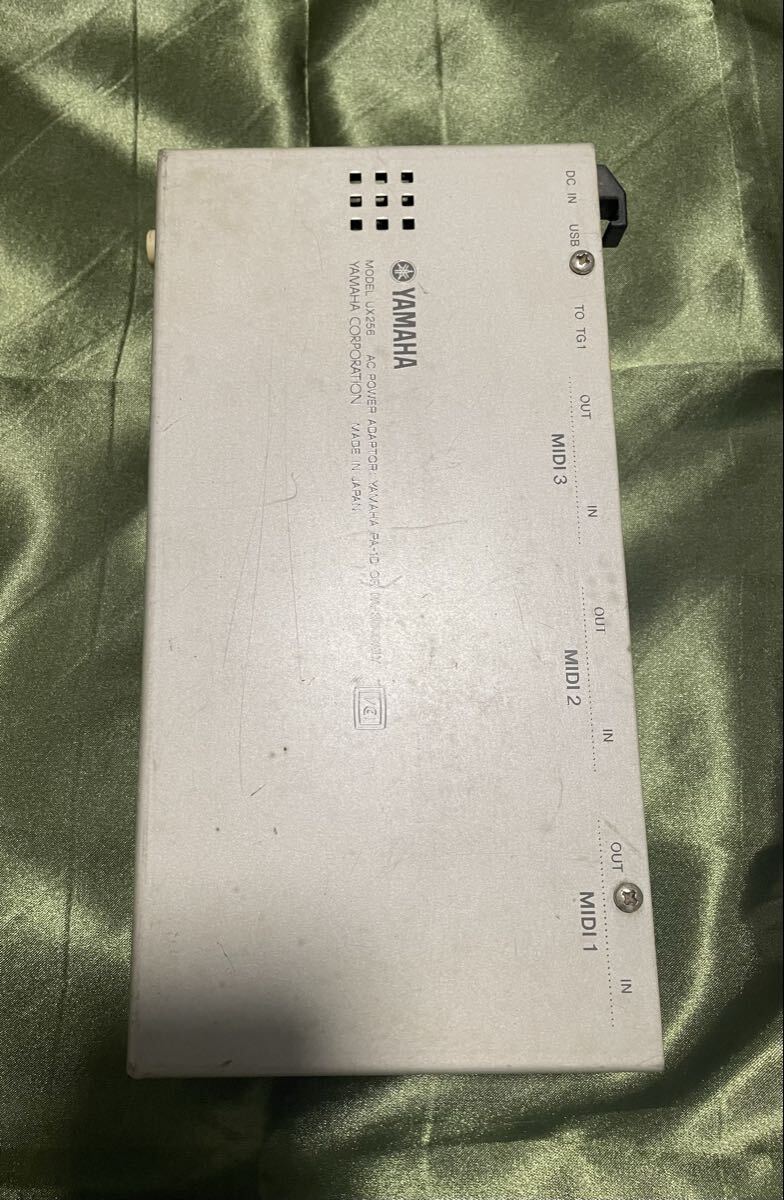 DC IN
USB
TO TG1
OUT
IN
MIDI 3
OUT
IN
MIDI 2
OUT
IN
MIDI 1
YAMAHA
MODEL UX256 AC POWER ADAPTOR : YAMAHA PA-1D
YAMAHA CORPORATION MADE IN JAPAN